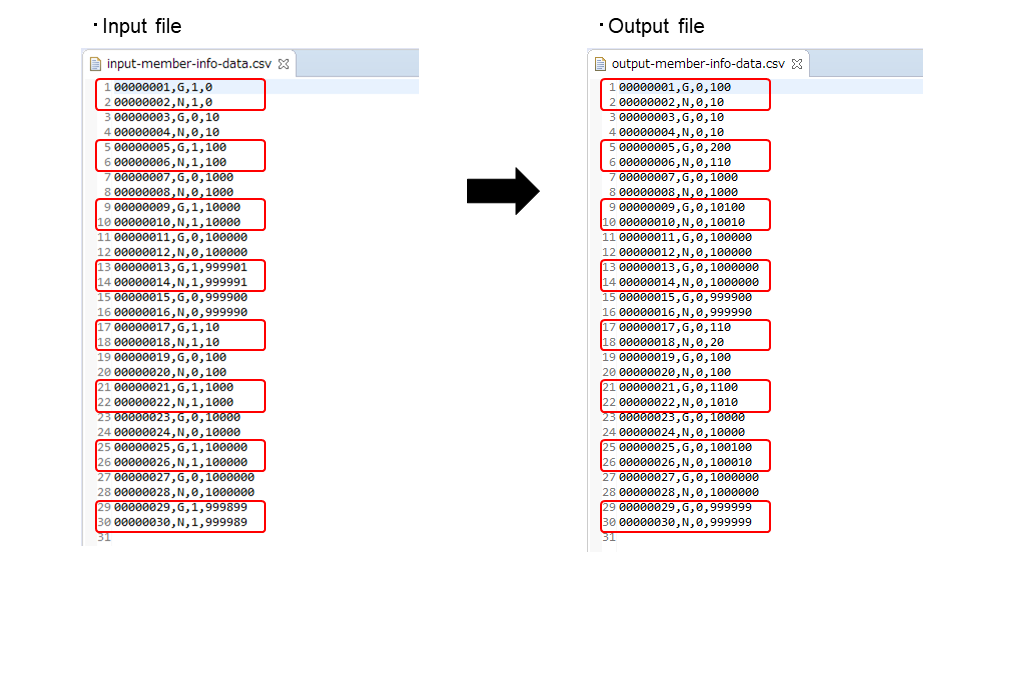 ・Input file
input-member-info-data.csv
1 00000001,G,1,0
2 00000002,N,1,0
3 00000003,G,0,10
4 00000004,N,0,10
5 00000005,G,1,100
6 00000006,N,1,100
7 00000007,G,0,1000
8 00000008,N,0,1000
9 00000009,G,1,10000
10 00000010,N,1,10000
11 00000011,G,0,100000
12 00000012,N,0,100000
13 00000013,G,1,999901
14 00000014,N,1,999991
15 00000015,G,0,999900
16 00000016,N,0,999990
17 00000017,G,1,10
18 00000018,N,1,10
19 00000019,G,0,100
20 00000020,N,0,100
21 00000021,G,1,1000
22 00000022,N,1,1000
23 00000023,G,0,10000
24 00000024,N,0,10000
25 00000025,G,1,100000
26 00000026,N,1,100000
27 00000027,G,0,1000000
28 00000028,N,0,1000000
29 00000029,G,1,999899
30 00000030,N,1,999989
31
・Output file
output-member-info-data.csv
1 00000001,G,0,100
2 00000002,N,0,10
3 00000003,G,0,10
4 00000004,N,0,10
5 00000005,G,0,200
6 00000006,N,0,110
7 00000007,G,0,1000
8 00000008,N,0,1000
9 00000009,G,0,10100
10 00000010,N,0,10010
11 00000011,G,0,100000
12 00000012,N,0,100000
13 00000013,G,0,1000000
14 00000014,N,0,1000000
15 00000015,G,0,999900
16 00000016,N,0,999990
17 00000017,G,0,110
18 00000018,N,0,20
19 00000019,G,0,100
20 00000020,N,0,100
21 00000021,G,0,1100
22 00000022,N,0,1010
23 00000023,G,0,10000
24 00000024,N,0,10000
25 00000025,G,0,100100
26 00000026,N,0,100010
27 00000027,G,0,1000000
28 00000028,N,0,1000000
29 00000029,G,0,999999
30 00000030,N,0,999999
31